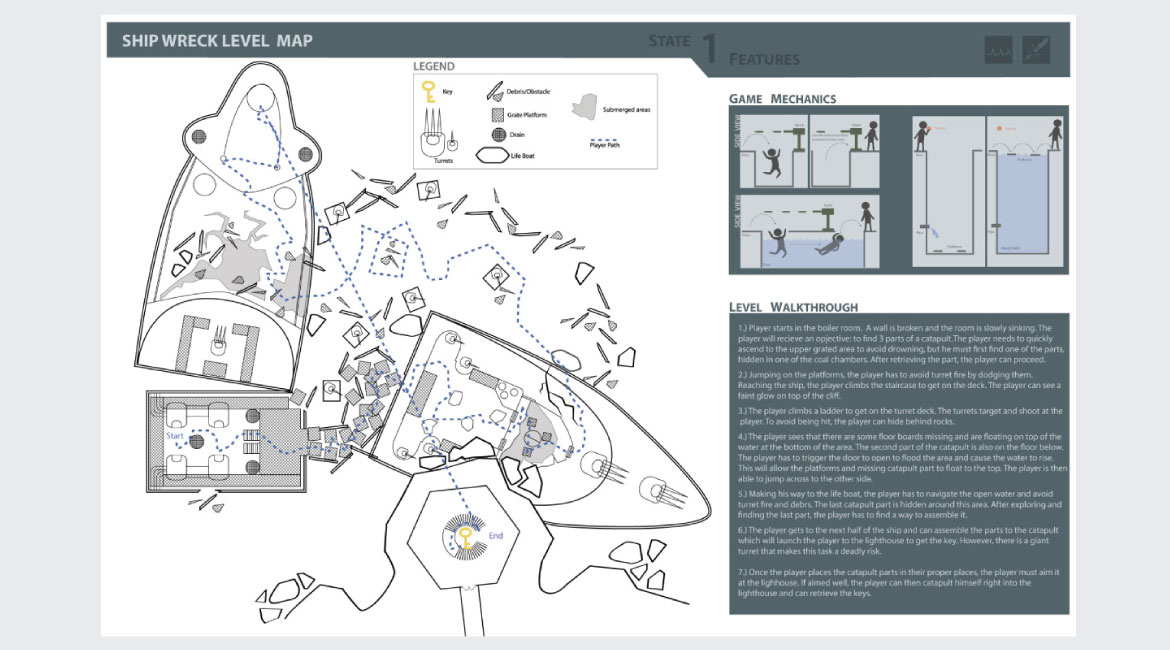 SHIP WRECK LEVEL MAP
STATE 1 FEATURES
LEGEND
Key
Debris/Obstacle
Grate Platform
Submerged areas
Drain
Turrets
Life Boat
Player Path
Start
End
GAME MECHANICS
SIDE VIEW
SIDE VIEW
LEVEL WALKTHROUGH
1.) Player starts in the boiler room. A wall is broken and the room is slowly sinking. The
player will recieve an opjective: to find 3 parts of a catapult.The player needs to quickly
ascend to the upper grated area to avoid drowning, but he must first find one of the parts,
hidden in one of the coal chambers. After retrieving the part, the player can proceed.
2.) Jumping on the platforms, the player has to avoid turret fire by dodging them.
Reaching the ship, the player climbs the staircase to get on the deck. The player can see a
faint glow on top of the cliff.
3.) The player climbs a ladder to get on the turret deck. The turrets target and shoot at the
player. To avoid being hit, the player can hide behind rocks.
4.) The player sees that there are some floor boards missing and are floating on top of the
water at the bottom of the area. The second part of the catapult is also on the floor below.
The player has to trigger the door to open to flood the area and cause the water to rise.
This will allow the platforms and missing catapult part to float to the top. The player is then
able to jump across to the other side.
5.) Making his way to the life boat, the player has to navigate the open water and avoid
turret fire and debrs. The last catapult part is hidden around this area. After exploring and
finding the last part, the player has to find a way to assemble it.
6.) The player gets to the next half of the ship and can assemble the parts to the catapult
which will launch the player to the lighthouse to get the key. However, there is a giant
turret that makes this task a deadly risk.
7.) Once the player places the catapult parts in their proper places, the player must aim it
at the lighhouse. If aimed well, the player can then catapult himself right into the
lighthouse and can retrieve the keys.